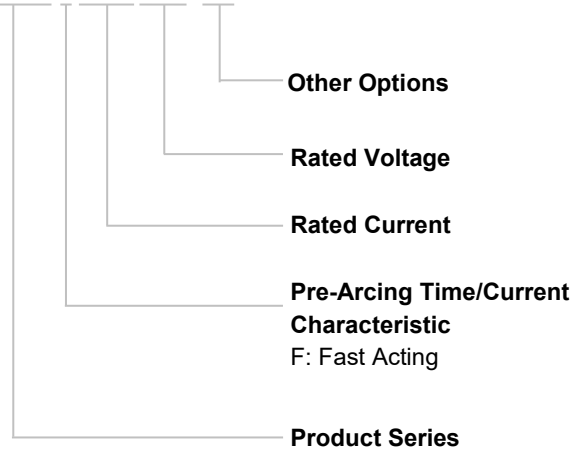 Other Options
Rated Voltage
Rated Current
Pre-Arcing Time/Current
Characteristic
F: Fast Acting
Product Series